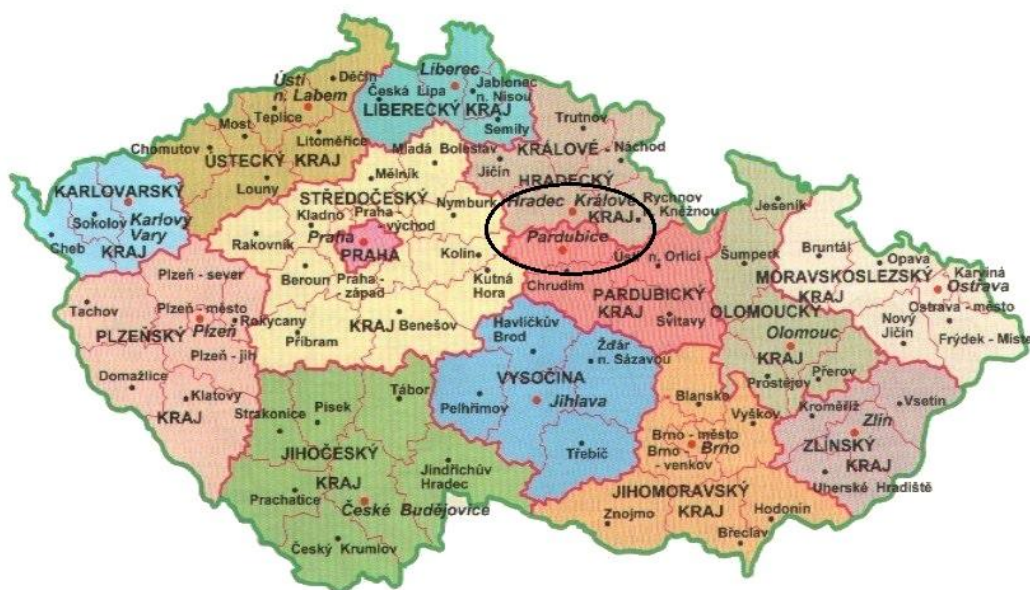 Liberec
Děčín
Ústí
n. Labem
Česká Lípa
Jablonec
n. Nisou
Teplice
LIBERECKÝ KRAJ
Most
Semily
Trutnov
Litoměřice
Chomutov
ÚSTECKÝ KRAJ
Mladá Boleslav
KRÁLOVÉ -
Náchod
Jičín
Mělník
HRADECKÝ
KARLOVARSKÝ
Louny
STŘEDOČESKÝ
Hradec Králové
Rychnov
n. Kněžnou
KRAJ
Jeseník
Sokolov
Karlovy
Vary
Kladno
Praha -
- východ
Nymburk
Cheb
KRAJ
Rakovník
Praha
PRAHA
Pardubice
Kolín
Ústí n. Orlicí
Šumperk
Bruntál
Opava
Karviná
Plzeň - sever
Beroun
Praha -
- západ
Kutná
Hora
Chrudim
MORAVSKOSLEZSKÝ
KRAJ
Ostrava
Tachov
Plzeň - město
PARDUBICKÝ
KRAJ
OLOMOUCKÝ
Ostrava - město
PLZEŇSKÝ
Plzeň
Rokycany
KRAJ
Benešov
Havlíčkův
Brod
Svitavy
Nový
Jičín
Příbram
Olomouc
Frýdek - Míste
Plzeň - jih
Žďár
n. Sázavou
KRAJ
Domažlice
VYSOČINA
Přerov
Klatovy
Tábor
Prostějov
KRAJ
Pelhřimov
Jihlava
Blansko
Vsetín
Strakonice
Písek
Vyškov
Kroměříž
Zlín
JIHOČESKÝ
Třebíč
Brno - město
Brno
- venkov
Brno
ZLÍNSKÝ
KRAJ
Jindřichův
Hradec
KRAJ
Uherské Hradiště
Prachatice
JIHOMORAVSKÝ
KRAJ
České Budějovice
Znojmo
Hodonín
Břeclav
Český Krumlov